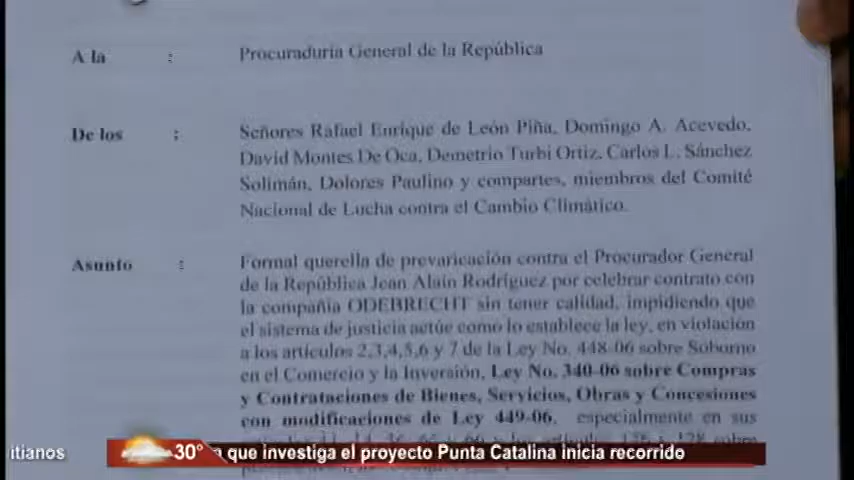 A la : Procuraduría General de la República
De los : Señores Rafael Enrique de León Piña, Domingo A. Acevedo,
David Montes De Oca, Demetrio Turbi Ortiz, Carlos L. Sánchez
Solimán, Dolores Paulino y compartes, miembros del Comité
Nacional de Lucha contra el Cambio Climático.
Asunto : Formal querella de prevaricación contra el Procurador General
de la República Jean Alain Rodríguez por celebrar contrato con
la compañía ODEBRECHT sin tener calidad, impidiendo que
el sistema de justicia actúe como lo establece la ley, en violación
a los artículos 2,3,4,5,6 y 7 de la Ley No. 448-06 sobre Soborno
en el Comercio y la Inversión, Ley No. 340-06 sobre Compras
y Contrataciones de Bienes, Servicios, Obras y Concesiones
con modificaciones de Ley 449-06, especialmente en sus
itianos 30° que investiga el proyecto Punta Catalina inicia recorrido